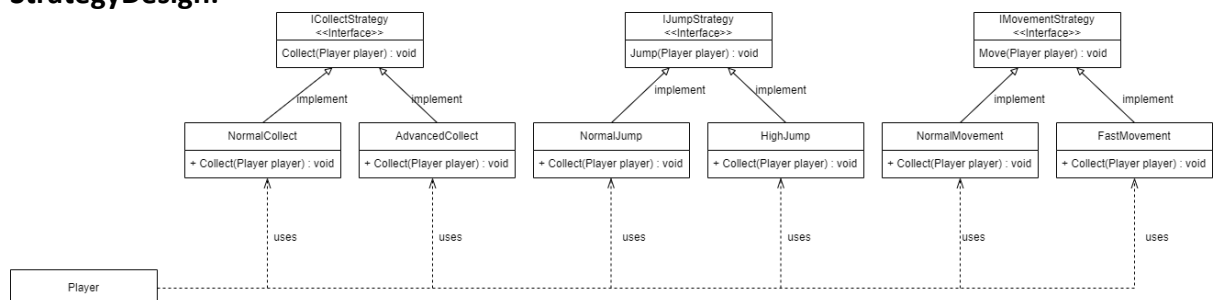 StrategyDesign:
ICollectStrategy
<<Interface>>
Collect(Player player) : void
IJumpStrategy
<<Interface>>
Jump(Player player) : void
IMovementStrategy
<<Interface>>
Move(Player player) : void
implement
implement
implement
implement
implement
implement
NormalCollect
+ Collect(Player player) : void
AdvancedCollect
+ Collect(Player player) : void
NormalJump
+ Collect(Player player) : void
HighJump
+ Collect(Player player) : void
NormalMovement
+ Collect(Player player) : void
FastMovement
+ Collect(Player player) : void
uses
uses
uses
uses
uses
uses
Player